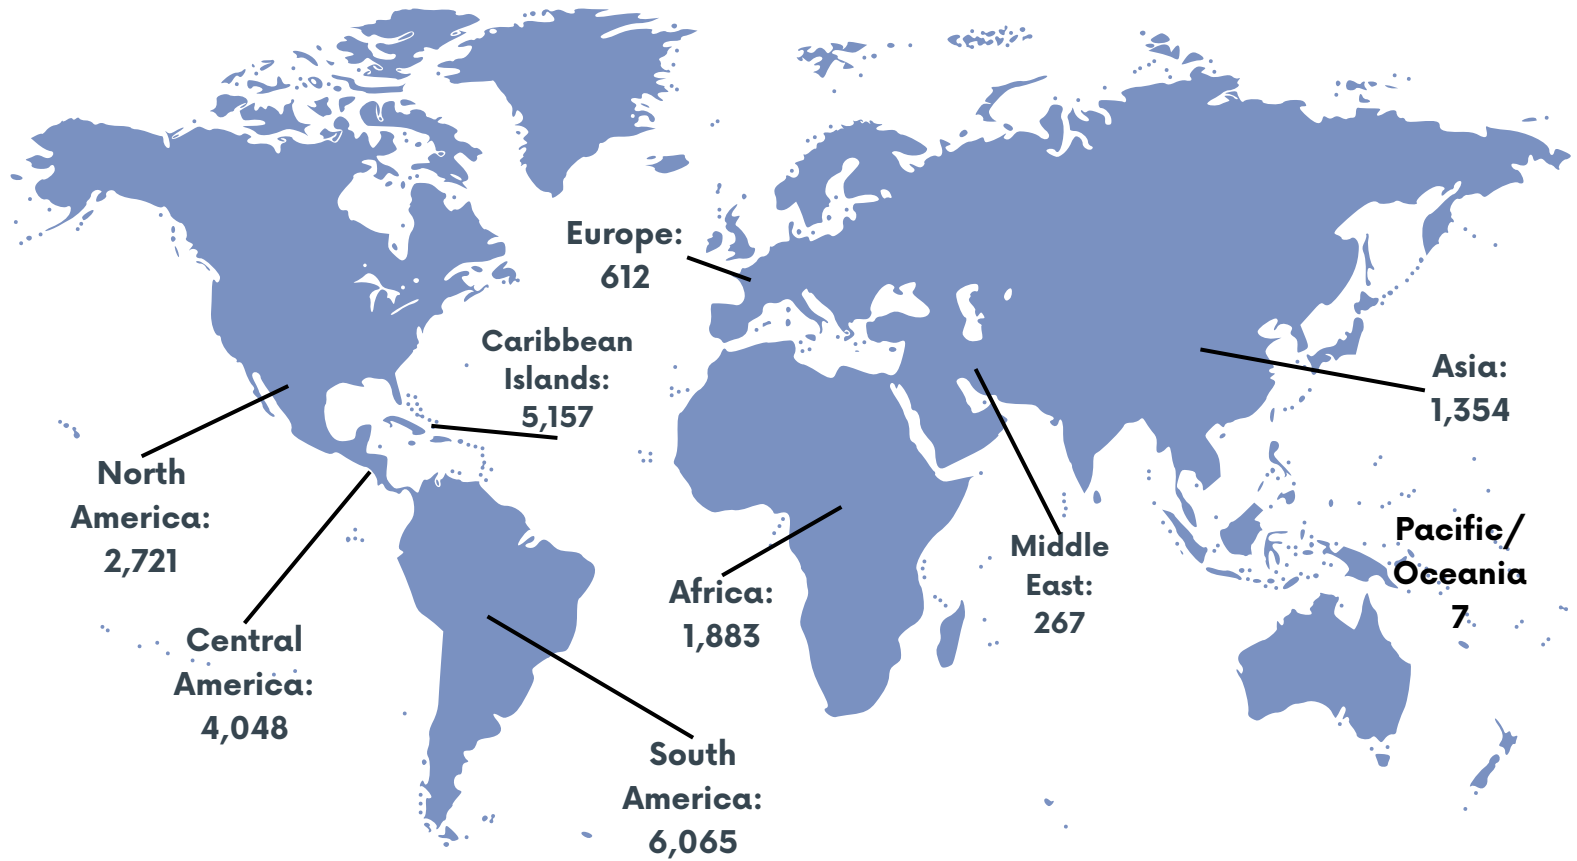 Europe:
612
Caribbean
Islands:
5,157
Asia:
1,354
North
America:
2,721
Pacific/
Oceania
7
Middle
East:
267
Africa:
1,883
Central
America:
4,048
South
America:
6,065